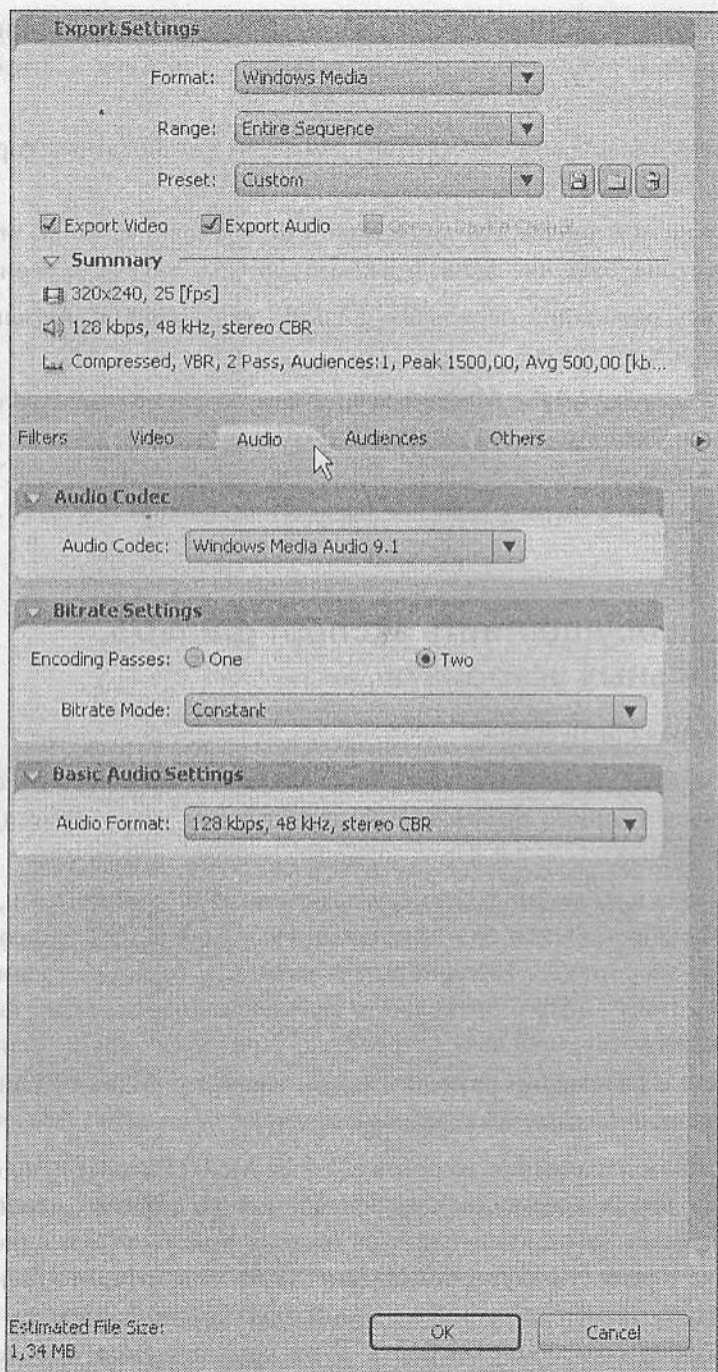 Export Settings
Format: Windows Media
Range: Entire Sequence
Preset: Custom
Export Video Export Audio
Summary
320x240, 25 [fps]
128 kbps, 48 kHz, stereo CBR
Compressed, VBR, 2 Pass, Audiences:1, Peak 1500,00, Avg 500,00 [kb...
Filters Video Audio Audiences Others
Audio Codec
Audio Codec: Windows Media Audio 9.1
Bitrate Settings
Encoding Passes: One Two
Bitrate Mode: Constant
Basic Audio Settings
Audio Format: 128 kbps, 48 kHz, stereo CBR
Estimated File Size:
1,34 MB
OK Cancel